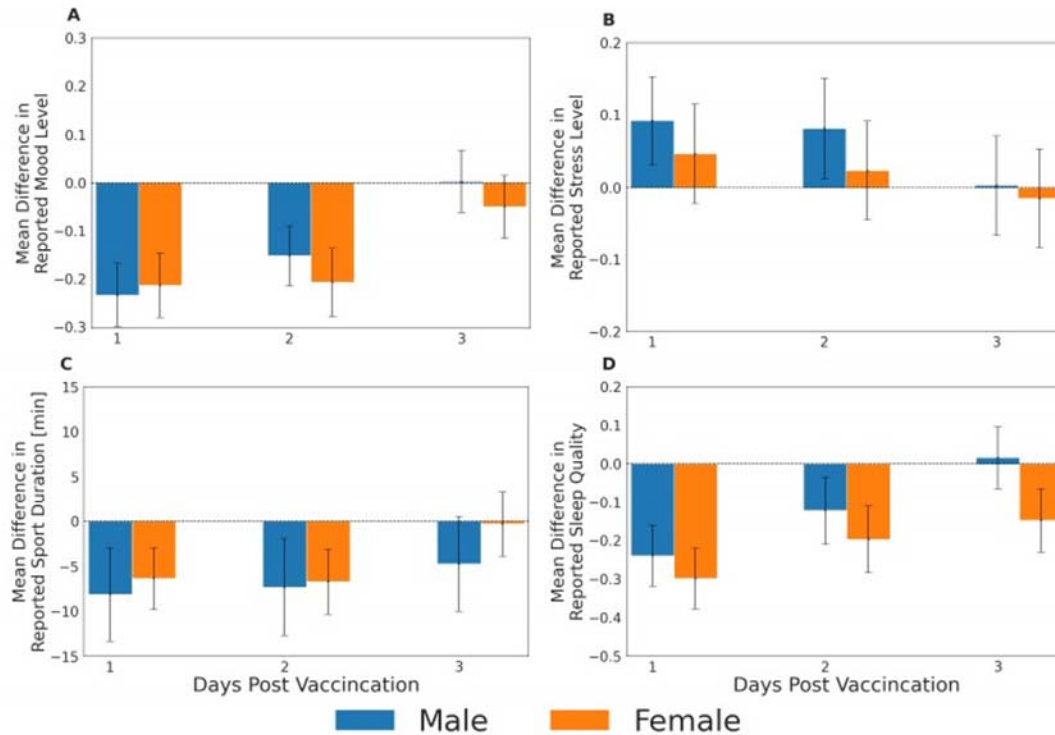 A
Mean Difference in
Reported Mood Level
0.3
0.2
0.1
0.0
−0.1
−0.2
−0.3
1
2
3
B
Mean Difference in
Reported Stress Level
0.2
0.1
0.0
−0.1
−0.2
1
2
3
C
Mean Difference in
Reported Sport Duration [min]
15
10
5
0
−5
−10
−15
1
2
3
Days Post Vaccincation
D
Mean Difference in
Reported Sleep Quality
0.2
0.1
0.0
−0.1
−0.2
−0.3
−0.4
−0.5
1
2
3
Days Post Vaccincation
Male
Female